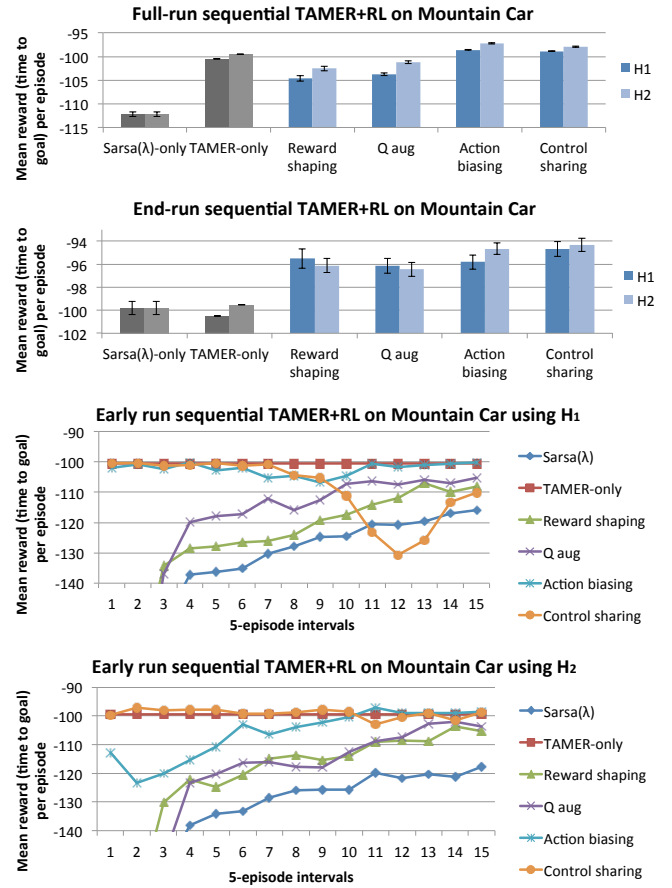 Full-run sequential TAMER+RL on Mountain Car
Mean reward (time to goal) per episode
-95
-100
-105
-110
-115
Sarsa(λ)-only
TAMER-only
Reward shaping
Q aug
Action biasing
Control sharing
H1
H2
End-run sequential TAMER+RL on Mountain Car
Mean reward (time to goal) per episode
-94
-96
-98
-100
-102
Sarsa(λ)-only
TAMER-only
Reward shaping
Q aug
Action biasing
Control sharing
H1
H2
Early run sequential TAMER+RL on Mountain Car using H1
Mean reward (time to goal) per episode
-90
-100
-110
-120
-130
-140
1 2 3 4 5 6 7 8 9 10 11 12 13 14 15
5-episode intervals
Sarsa(λ)
TAMER-only
Reward shaping
Q aug
Action biasing
Control sharing
Early run sequential TAMER+RL on Mountain Car using H2
Mean reward (time to goal) per episode
-90
-100
-110
-120
-130
-140
1 2 3 4 5 6 7 8 9 10 11 12 13 14 15
5-episode intervals
Sarsa(λ)
TAMER-only
Reward shaping
Q aug
Action biasing
Control sharing